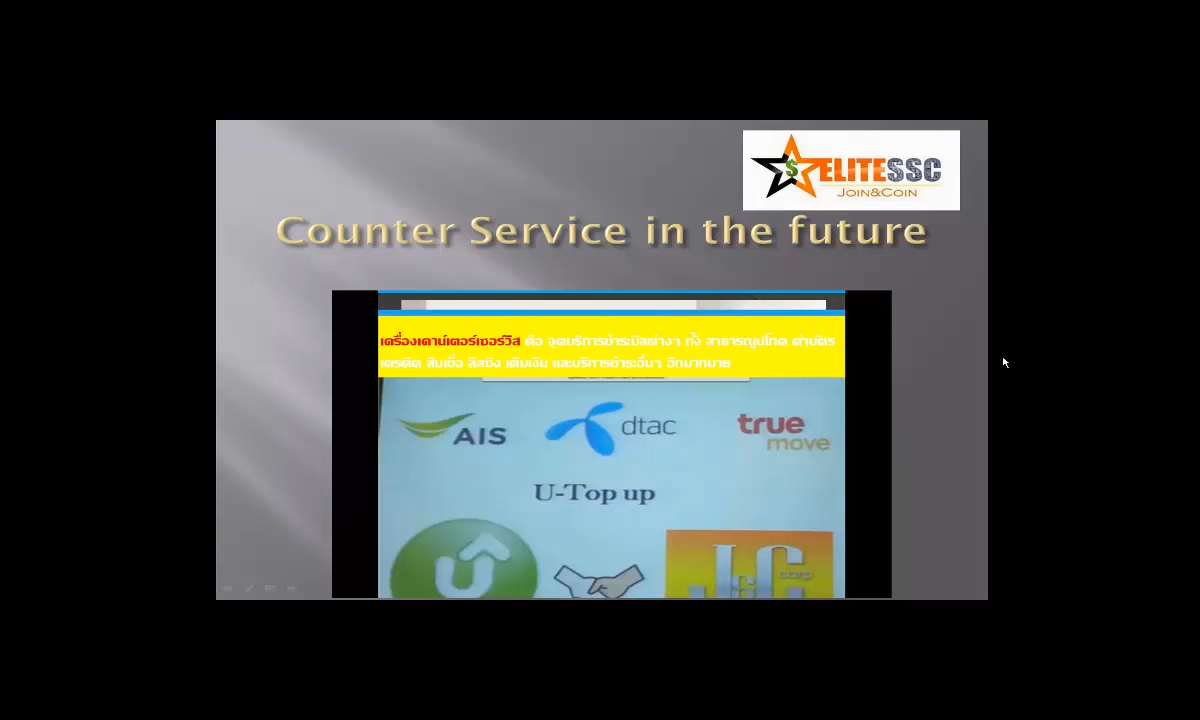 ELITESSC
JOIN&COIN
Counter Service in the future
เครื่องเคาน์เตอร์เซอร์วิส คือ จุดบริการชำระบิลต่างๆ ทั้ง สาธารณูปโภค ค่าบัตร
เครดิต สินเชื่อ ลิสซิ่ง เติมเงิน และบริการชำระอื่นๆ อีกมากมาย
AIS
dtac
true
move
U-Top up
J&C
corp